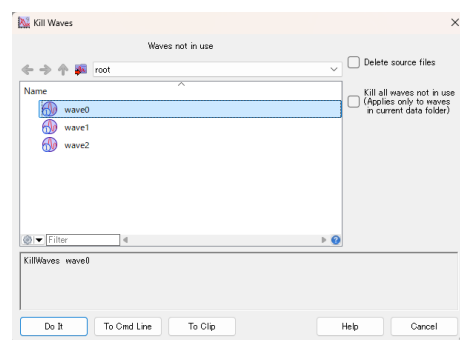 Kill Waves
Waves not in use
root
Delete source files
Kill all waves not in use
(Applies only to waves
in current data folder)
Name
wave0
wave1
wave2
Filter
KillWaves wave0
Do It
To Cmd Line
To Clip
Help
Cancel